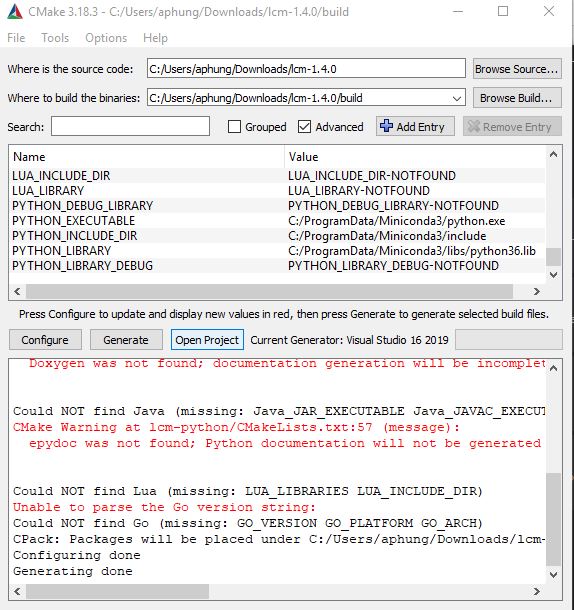 CMake 3.18.3 - C:/Users/aphung/Downloads/lcm-1.4.0/build
File Tools Options Help
Where is the source code: C:/Users/aphung/Downloads/lcm-1.4.0 Browse Source...
Where to build the binaries: C:/Users/aphung/Downloads/lcm-1.4.0/build Browse Build...
Search: Grouped Advanced Add Entry Remove Entry
Name Value
LUA_INCLUDE_DIR LUA_INCLUDE_DIR-NOTFOUND
LUA_LIBRARY LUA_LIBRARY-NOTFOUND
PYTHON_DEBUG_LIBRARY PYTHON_DEBUG_LIBRARY-NOTFOUND
PYTHON_EXECUTABLE C:/ProgramData/Miniconda3/python.exe
PYTHON_INCLUDE_DIR C:/ProgramData/Miniconda3/include
PYTHON_LIBRARY C:/ProgramData/Miniconda3/libs/python36.lib
PYTHON_LIBRARY_DEBUG PYTHON_LIBRARY_DEBUG-NOTFOUND
Press Configure to update and display new values in red, then press Generate to generate selected build files.
Configure Generate Open Project Current Generator: Visual Studio 16 2019
Doxygen was not found; documentation generation will be incomplet
Could NOT find Java (missing: Java_JAR_EXECUTABLE Java_JAVAC_EXECUT
CMake Warning at lcm-python/CMakeLists.txt:57 (message):
epydoc was not found; Python documentation will not be generated
Could NOT find Lua (missing: LUA_LIBRARIES LUA_INCLUDE_DIR)
Unable to parse the Go version string:
Could NOT find Go (missing: GO_VERSION GO_PLATFORM GO_ARCH)
CPack: Packages will be placed under C:/Users/aphung/Downloads/lcm-
Configuring done
Generating done